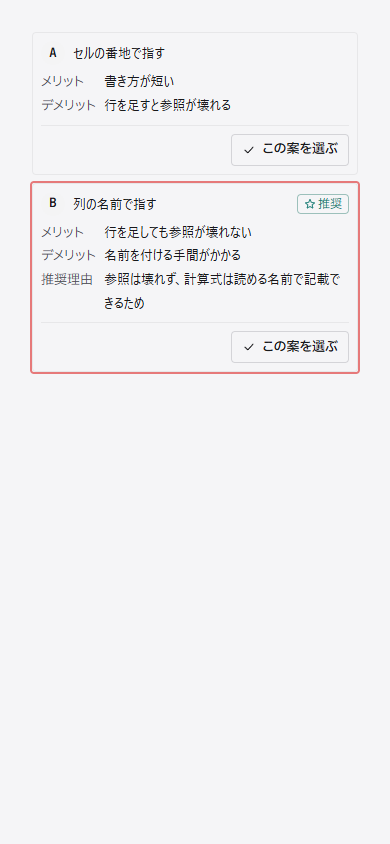 A セルの番地で指す
メリット 書き方が短い
デメリット 行を足すと参照が壊れる
この案を選ぶ
B 列の名前で指す 推奨
メリット 行を足しても参照が壊れない
デメリット 名前を付ける手間がかかる
推奨理由 参照は壊れず、計算式は読める名前で記載で
きるため
この案を選ぶ